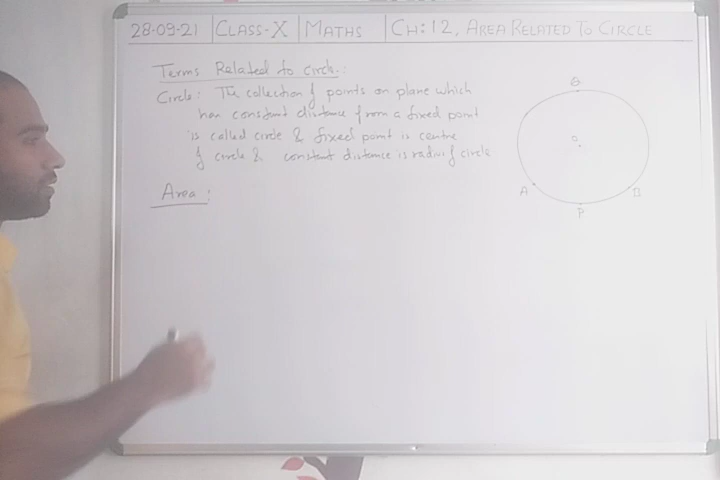 28-09-21 | CLASS-X | MATHS | CH: 12, AREA RELATED TO CIRCLE
Terms Related to circle:
Circle: The collection of points on plane which
has constant distance from a fixed point
is called circle & fixed point is centre
of circle & constant distance is radius of circle
Area:
Q
O
A
B
P